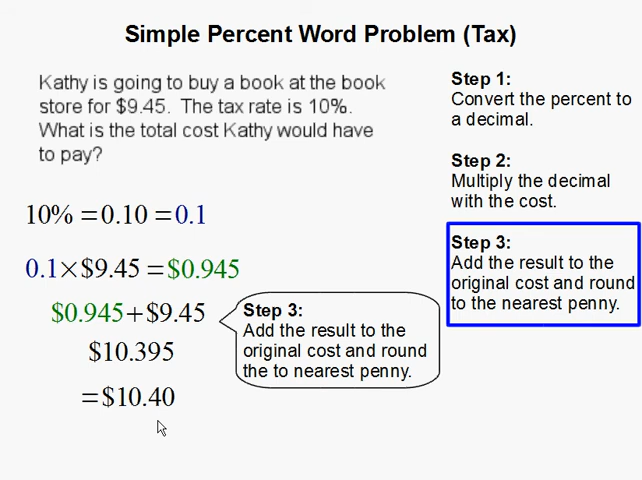 Simple Percent Word Problem (Tax)
Kathy is going to buy a book at the book
store for $9.45.  The tax rate is 10%.
What is the total cost Kathy would have
to pay?
10% = 0.10 = 0.1
0.1 × $9.45 = $0.945
$0.945 + $9.45
$10.395
= $10.40
Step 3:
Add the result to the
original cost and round
the to nearest penny.
Step 1:
Convert the percent to
a decimal.
Step 2:
Multiply the decimal
with the cost.
Step 3:
Add the result to the
original cost and round
to the nearest penny.